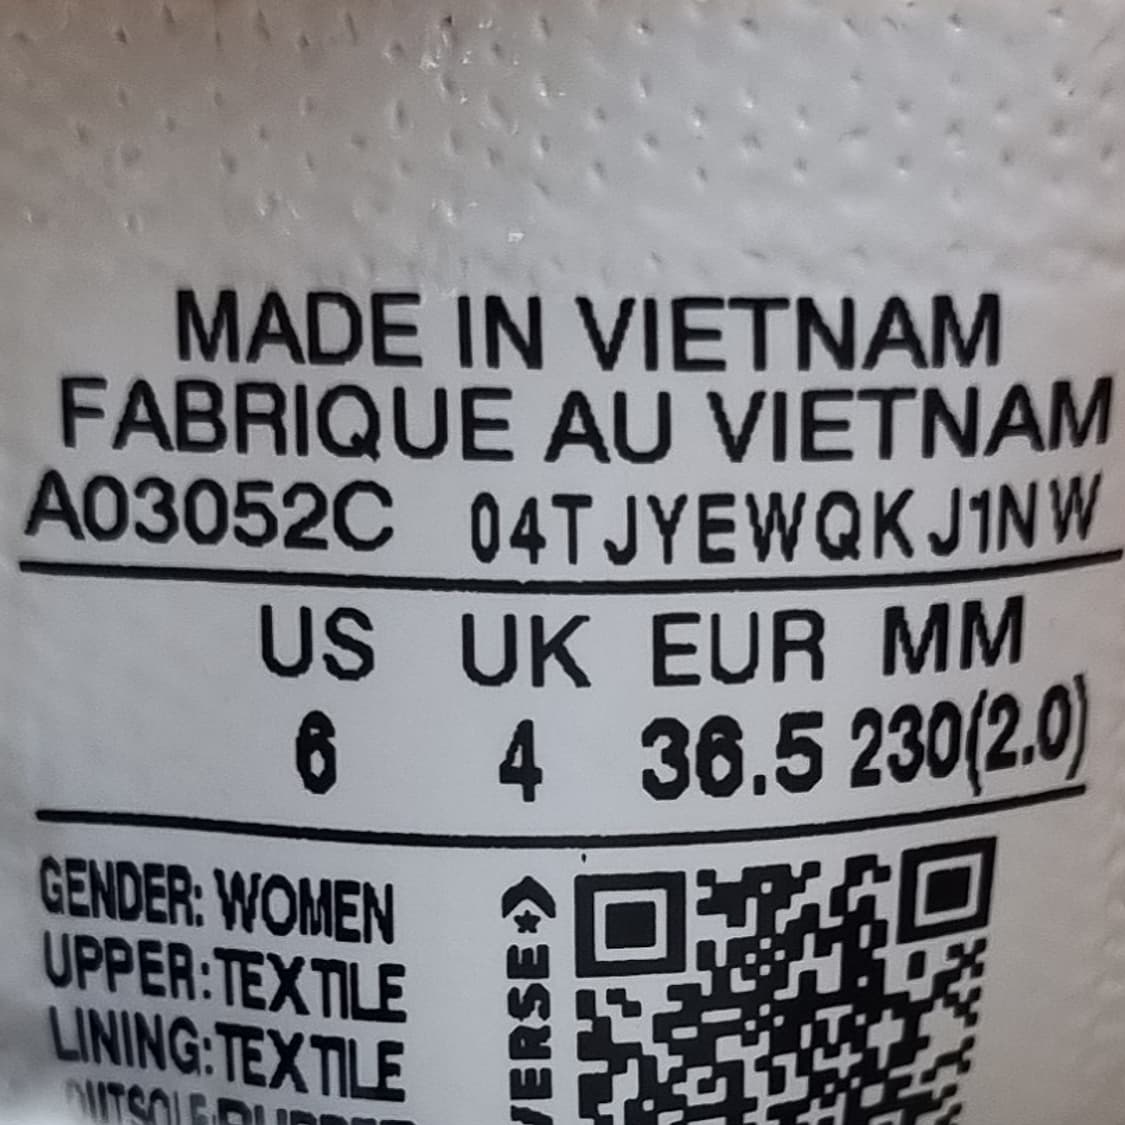 MADE IN VIETNAM
FABRIQUE AU VIETNAM
A03052C 04TJYEWQKJ1NW
US UK EUR MM
6 4 36.5 230(2.0)
GENDER: WOMEN
UPPER:TEXTILE
LINING:TEXTILE